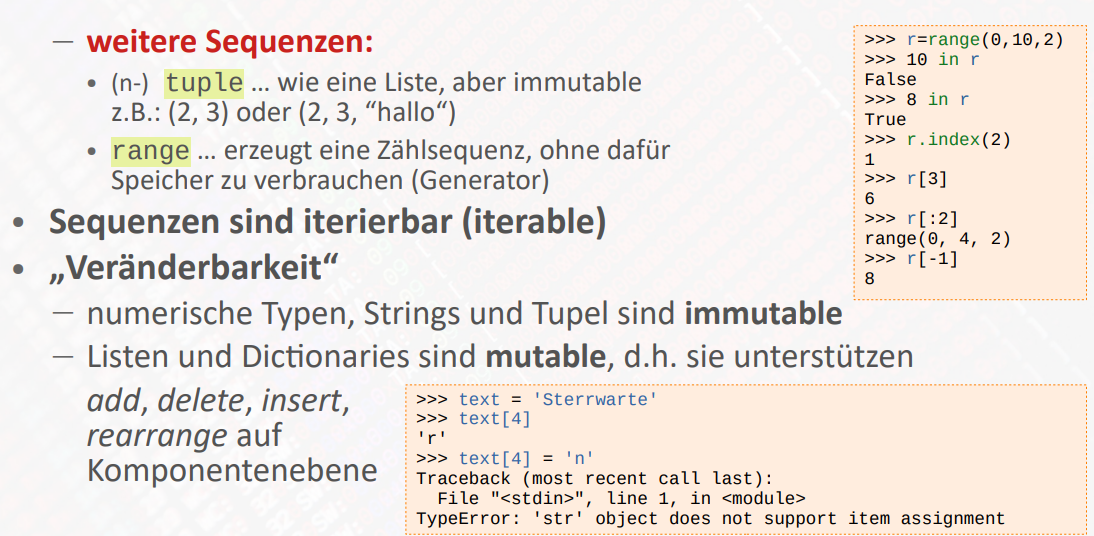 – weitere Sequenzen:
• (n-) tuple … wie eine Liste, aber immutable
z.B.: (2, 3) oder (2, 3, “hallo“)
• range … erzeugt eine Zählsequenz, ohne dafür
Speicher zu verbrauchen (Generator)
>>> r=range(0,10,2)
>>> 10 in r
False
>>> 8 in r
True
>>> r.index(2)
1
>>> r[3]
6
>>> r[:2]
range(0, 4, 2)
>>> r[-1]
8
• Sequenzen sind iterierbar (iterable)
• „Veränderbarkeit“
– numerische Typen, Strings und Tupel sind immutable
– Listen und Dictionaries sind mutable, d.h. sie unterstützen
add, delete, insert,
rearrange auf
Komponentenebene
>>> text = 'Sterrwarte'
>>> text[4]
'r'
>>> text[4] = 'n'
Traceback (most recent call last):
  File "<stdin>", line 1, in <module>
TypeError: 'str' object does not support item assignment